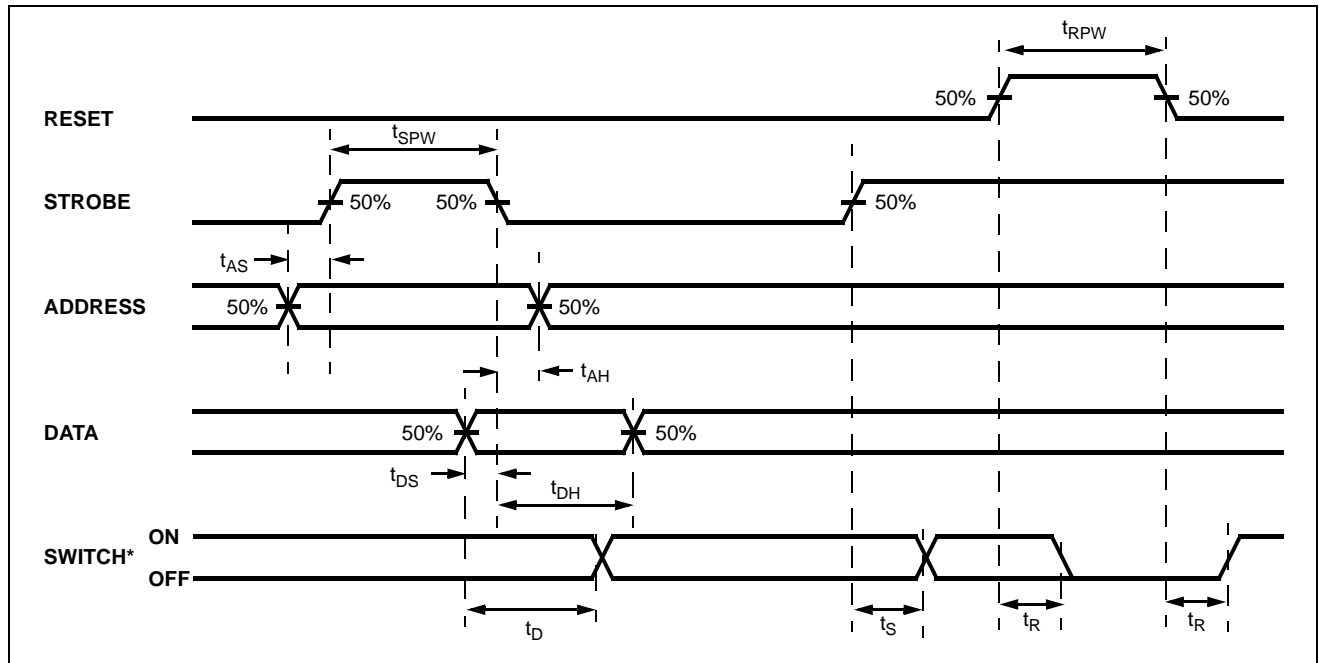 tRPW
50% 50%
RESET
tSPW
STROBE 50% 50% 50%
tAS
ADDRESS 50% 50%
tAH
DATA 50% 50%
tDS tDH
ON
SWITCH*
OFF
tD tS tR tR